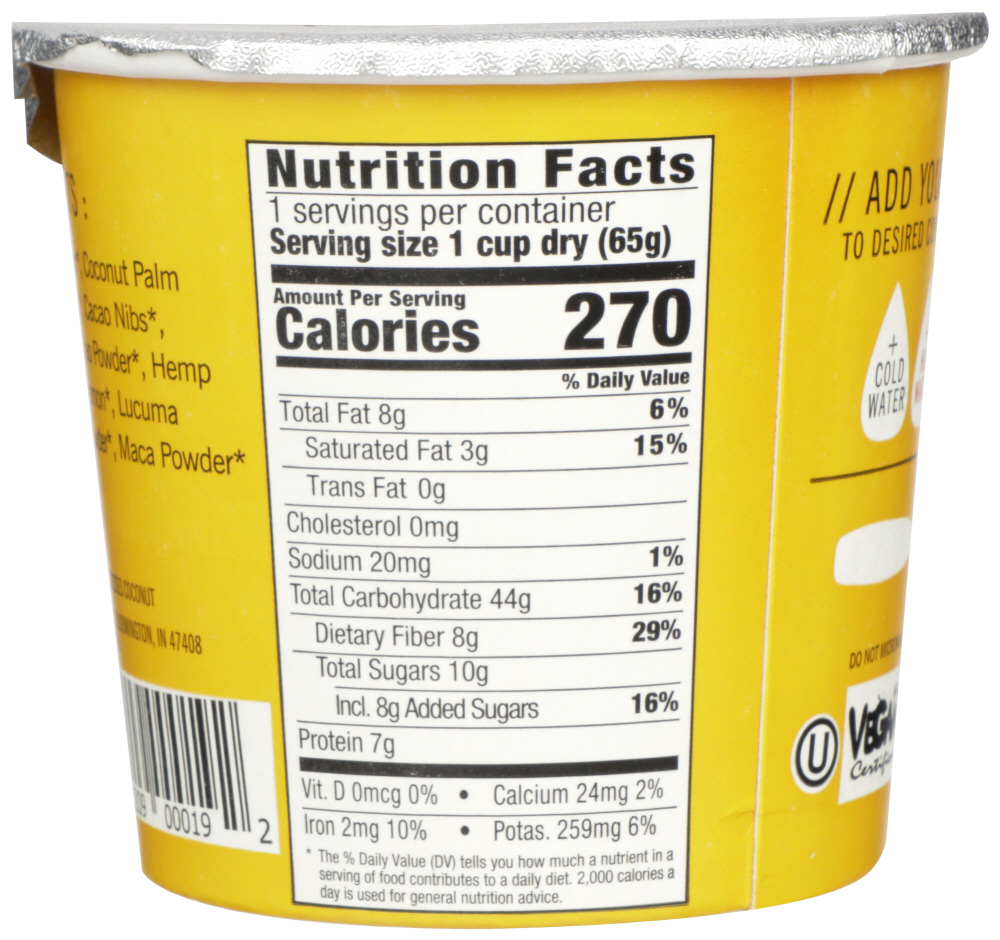 S :
Coconut Palm
Cacao Nibs*,
Powder*, Hemp
Lucuma
Maca Powder*
COCONUT
IN 47408
00019 2
Nutrition Facts
1 servings per container
Serving size 1 cup dry (65g)
Amount Per Serving
Calories 270
% Daily Value
Total Fat 8g 6%
Saturated Fat 3g 15%
Trans Fat 0g
Cholesterol 0mg
Sodium 20mg 1%
Total Carbohydrate 44g 16%
Dietary Fiber 8g 29%
Total Sugars 10g
Incl. 8g Added Sugars 16%
Protein 7g
Vit. D 0mcg 0% • Calcium 24mg 2%
Iron 2mg 10% • Potas. 259mg 6%
* The % Daily Value (DV) tells you how much a nutrient in a
serving of food contributes to a daily diet. 2,000 calories a
day is used for general nutrition advice.
// ADD
TO DESIRED
+
COLD
WATER
DO NOT
U